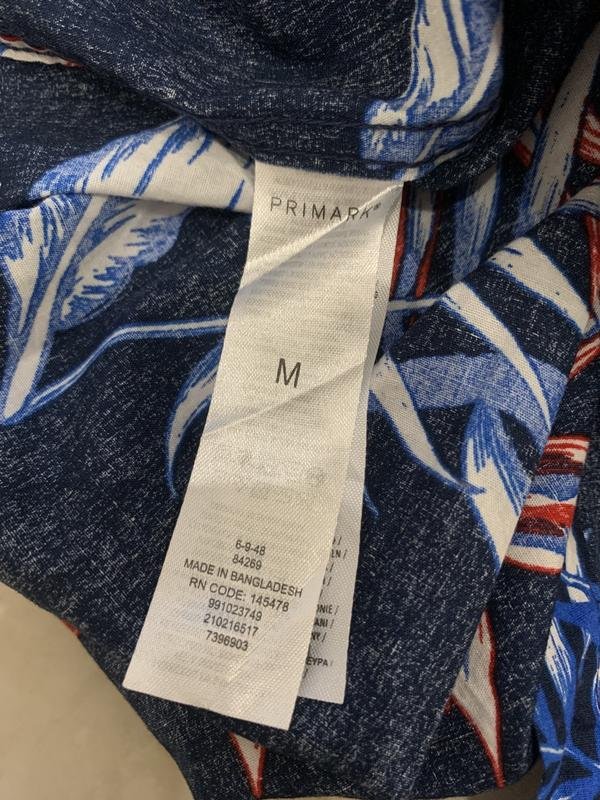 PRIMARK®
M
6-9-48
84269
MADE IN BANGLADESH
RN CODE: 145478
991023749
210216517
7396903